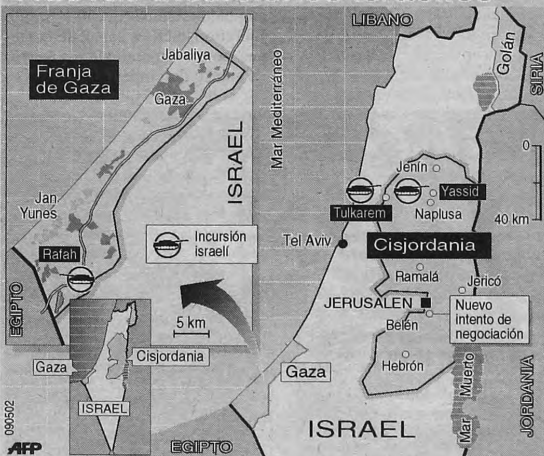 Franja
de Gaza
Jabaliya
Gaza
ISRAEL
Jan
Yunes
Rafah
EGIPTO
Incursión
israelí
5 km
Gaza
Cisjordania
ISRAEL
090502
AFP
EGIPTO
LIBANO
Golán
SIRIA
Mar Mediterráneo
0
40 km
Jenín
Tulkarem
Yassid
Naplusa
Tel Aviv
Cisjordania
Ramalá
Jericó
JERUSALEN
Nuevo
intento de
negociación
Belén
Hebrón
Gaza
ISRAEL
Mar Muerto
JORDANIA